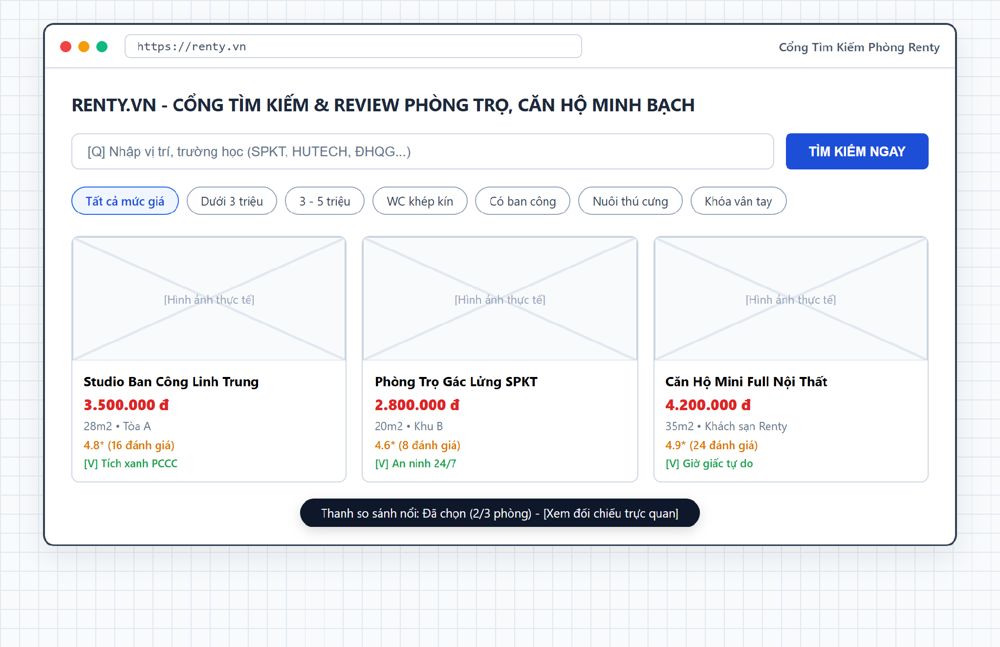 https://renty.vn
Cổng Tìm Kiếm Phòng Renty
RENTY.VN - CỔNG TÌM KIẾM & REVIEW PHÒNG TRỌ, CĂN HỘ MINH BẠCH
[Q] Nhập vị trí, trường học (SPKT, HUTECH, ĐHQG...)
TÌM KIẾM NGAY
Tất cả mức giá
Dưới 3 triệu
3 - 5 triệu
WC khép kín
Có ban công
Nuôi thú cưng
Khóa vân tay
[Hình ảnh thực tế]
Studio Ban Công Linh Trung
3.500.000 đ
28m2 • Tòa A
4.8* (16 đánh giá)
[V] Tích xanh PCCC
[Hình ảnh thực tế]
Phòng Trọ Gác Lửng SPKT
2.800.000 đ
20m2 • Khu B
4.6* (8 đánh giá)
[V] An ninh 24/7
[Hình ảnh thực tế]
Căn Hộ Mini Full Nội Thất
4.200.000 đ
35m2 • Khách sạn Renty
4.9* (24 đánh giá)
[V] Giờ giấc tự do
Thanh so sánh nổi: Đã chọn (2/3 phòng) - [Xem đối chiếu trực quan]